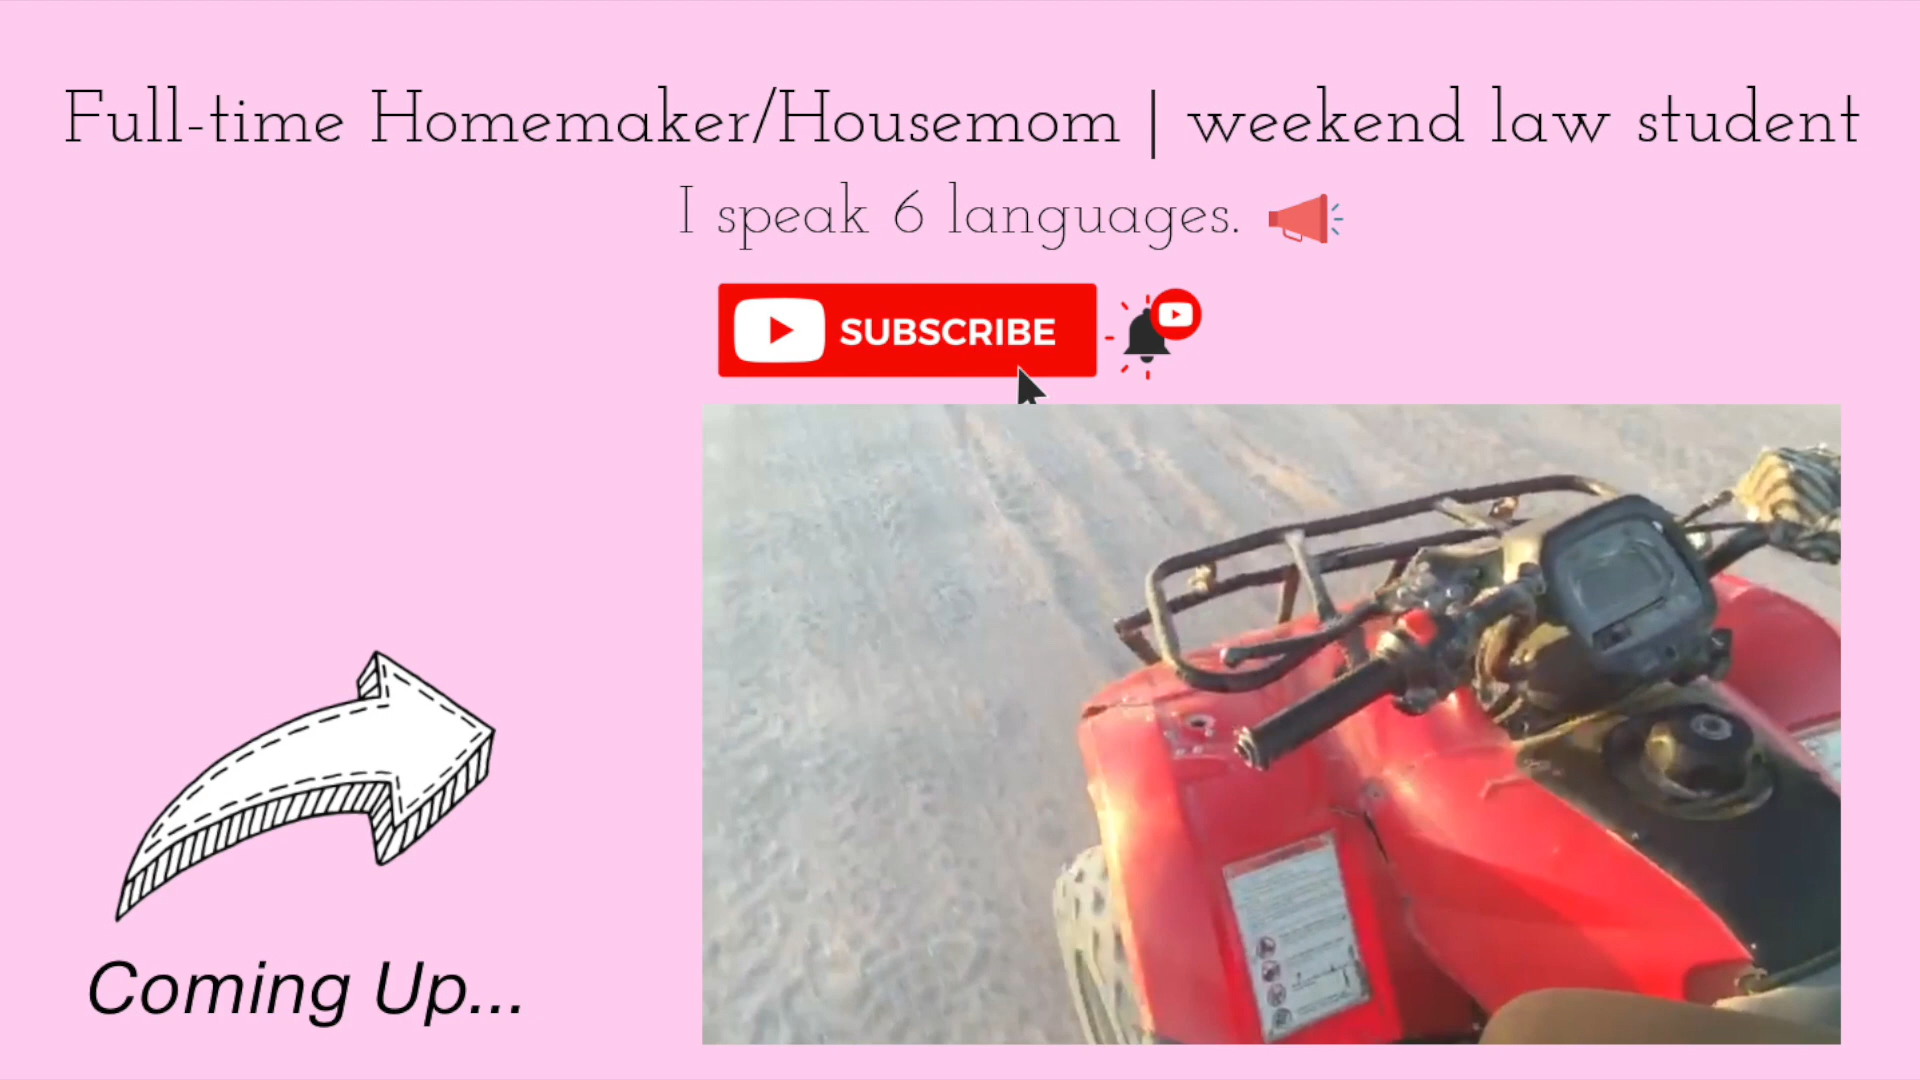 Full-time Homemaker/Housemom | weekend law student
I speak 6 languages.
SUBSCRIBE
Coming Up...